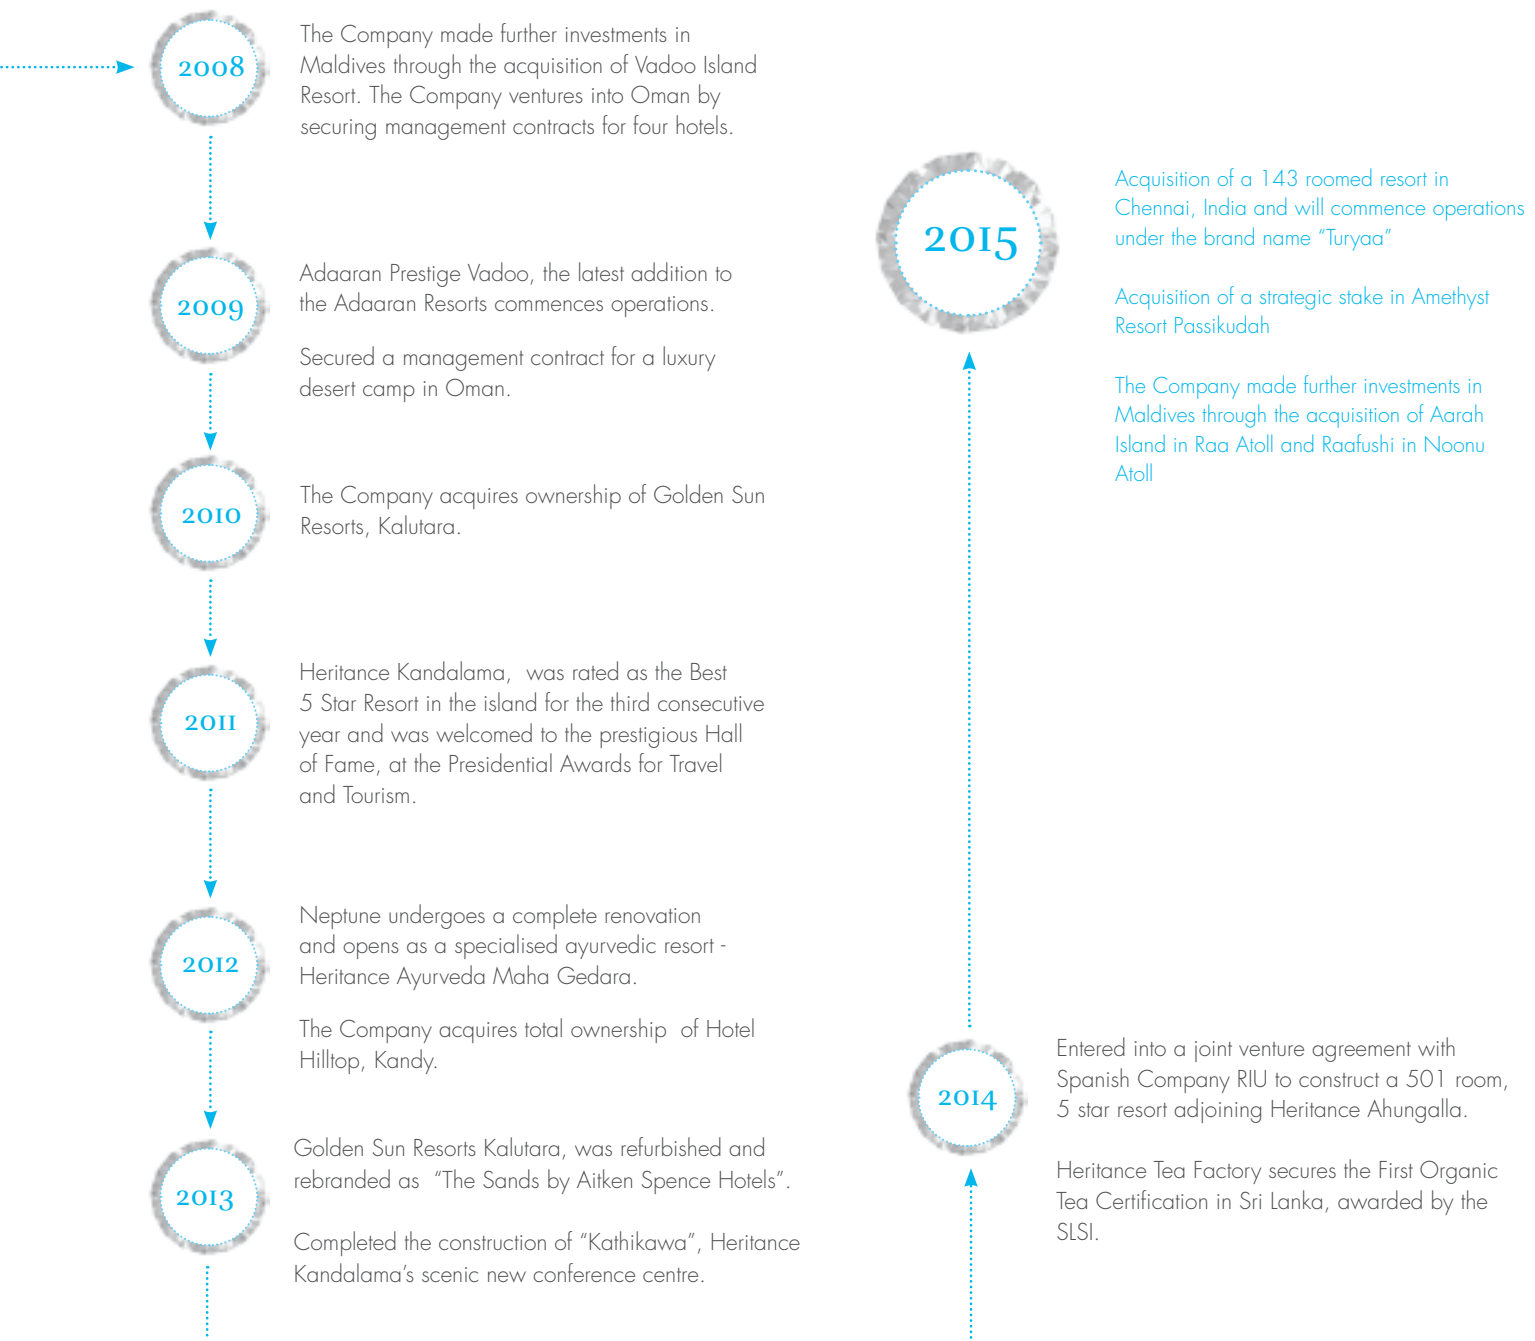 2008
The Company made further investments in
Maldives through the acquisition of Vadoo Island
Resort. The Company ventures into Oman by
securing management contracts for four hotels.
2009
Adaaran Prestige Vadoo, the latest addition to
the Adaaran Resorts commences operations.
Secured a management contract for a luxury
desert camp in Oman.
2010
The Company acquires ownership of Golden Sun
Resorts, Kalutara.
2011
Heritance Kandalama, was rated as the Best
5 Star Resort in the island for the third consecutive
year and was welcomed to the prestigious Hall
of Fame, at the Presidential Awards for Travel
and Tourism.
2012
Neptune undergoes a complete renovation
and opens as a specialised ayurvedic resort -
Heritance Ayurveda Maha Gedara.
The Company acquires total ownership of Hotel
Hilltop, Kandy.
2013
Golden Sun Resorts Kalutara, was refurbished and
rebranded as “The Sands by Aitken Spence Hotels”.
Completed the construction of “Kathikawa”, Heritance
Kandalama’s scenic new conference centre.
2014
Entered into a joint venture agreement with
Spanish Company RIU to construct a 501 room,
5 star resort adjoining Heritance Ahungalla.
Heritance Tea Factory secures the First Organic
Tea Certification in Sri Lanka, awarded by the
SLSI.
2015
Acquisition of a 143 roomed resort in
Chennai, India and will commence operations
under the brand name “Turyaa”
Acquisition of a strategic stake in Amethyst
Resort Passikudah
The Company made further investments in
Maldives through the acquisition of Aarah
Island in Raa Atoll and Raafushi in Noonu
Atoll